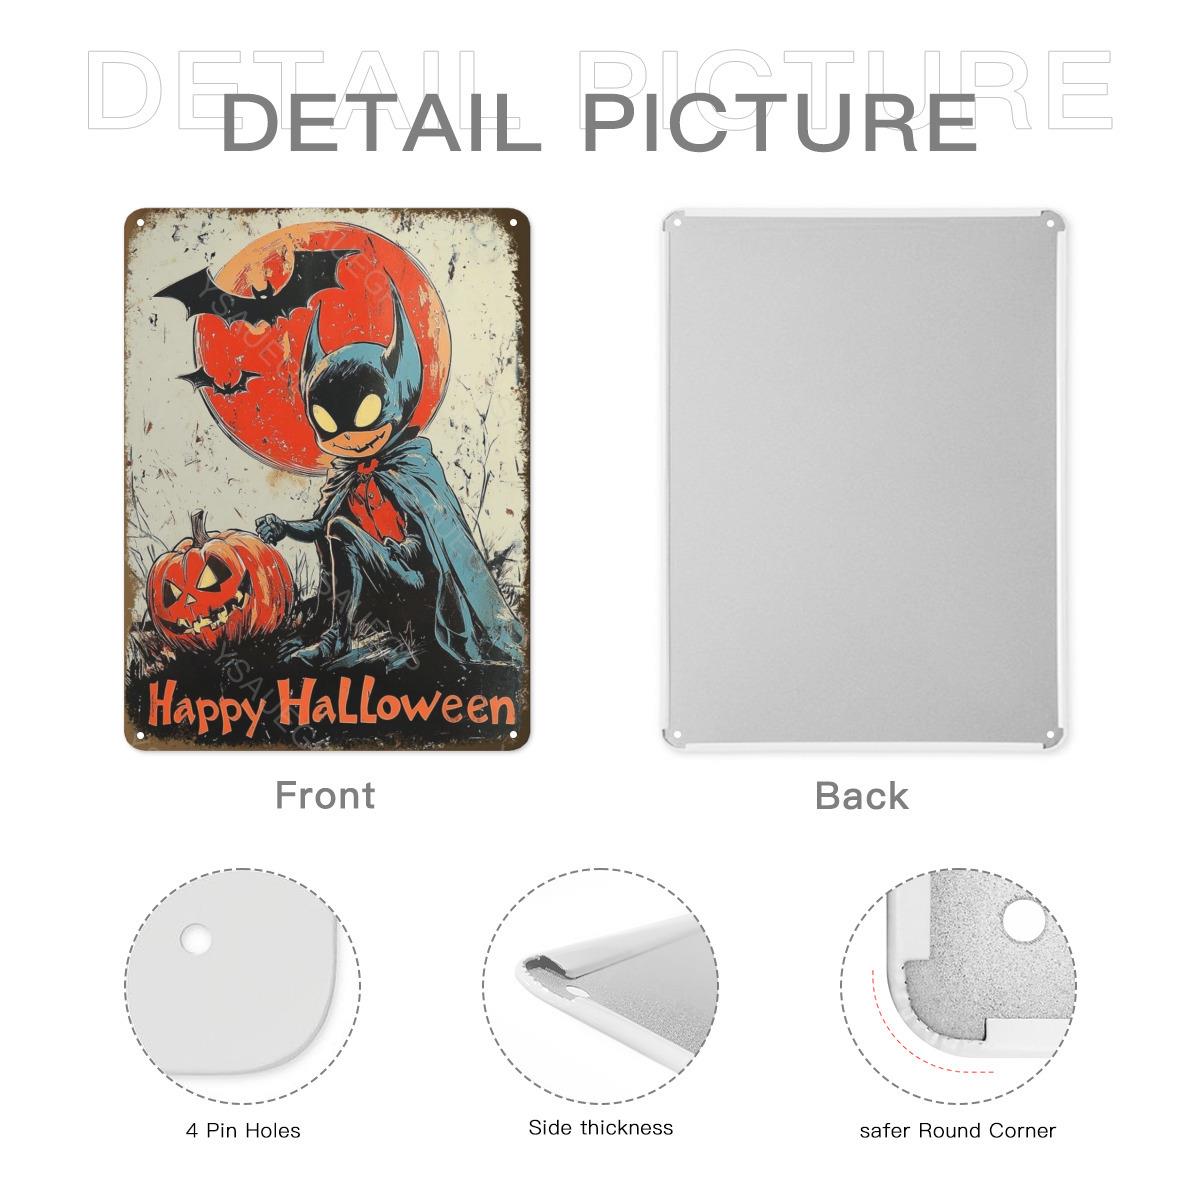 DETAIL PICTURE
DETAIL PICTURE
Happy Halloween
Front
Back
4 Pin Holes
Side thickness
safer Round Corner